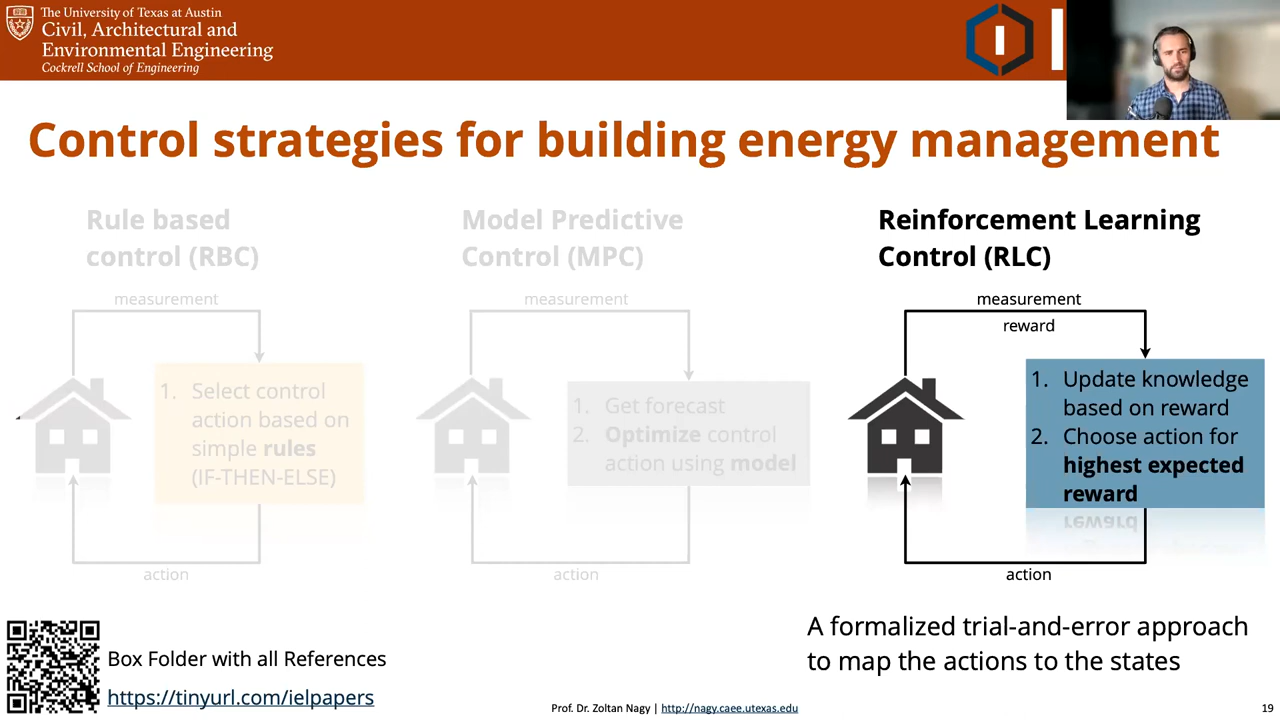 The University of Texas at Austin
Civil, Architectural and
Environmental Engineering
Cockrell School of Engineering
I
Control strategies for building energy management
Rule based
control (RBC)
measurement
1. Select control
action based on
simple rules
(IF-THEN-ELSE)
action
Model Predictive
Control (MPC)
measurement
1. Get forecast
2. Optimize control
action using model
action
Reinforcement Learning
Control (RLC)
measurement
reward
1. Update knowledge
based on reward
2. Choose action for
highest expected
reward
action
A formalized trial-and-error approach
to map the actions to the states
Box Folder with all References
https://tinyurl.com/ielpapers
Prof. Dr. Zoltan Nagy | http://nagy.caee.utexas.edu
19